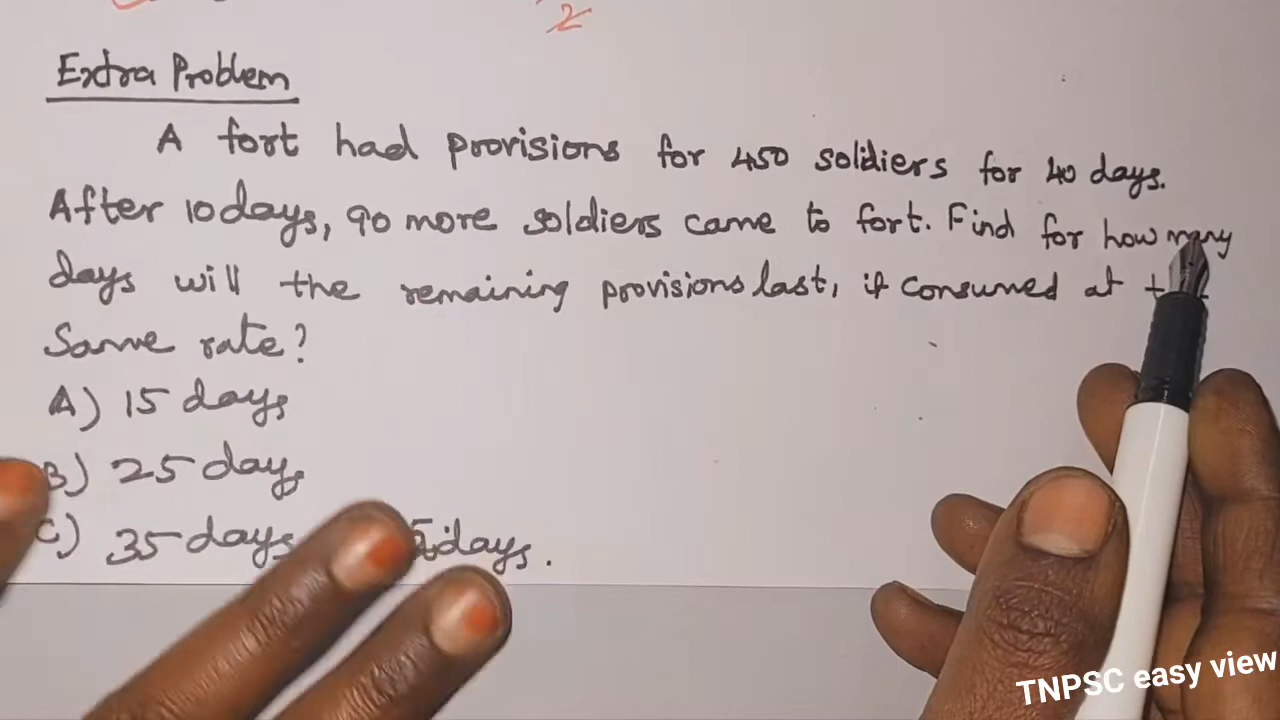 2
Extra Problem
A fort had provisions for 450 soldiers for 40 days.
After 10 days, 90 more soldiers came to fort. Find for how many
days will the remaining provisions last, if consumed at
Same rate?
A) 15 days
B) 25 days
C) 35 days days.
TNPSC easy view